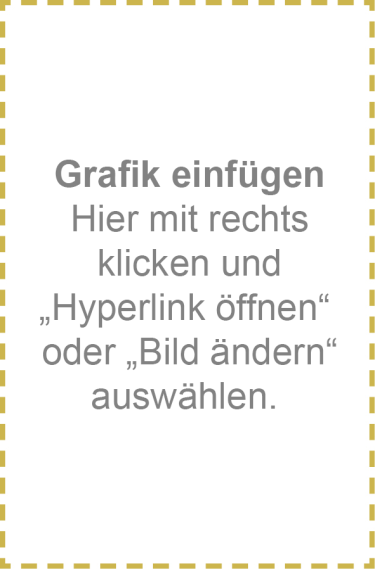 Grafik einfügen
Hier mit rechts
klicken und
„Hyperlink öffnen“
oder „Bild ändern“
auswählen.